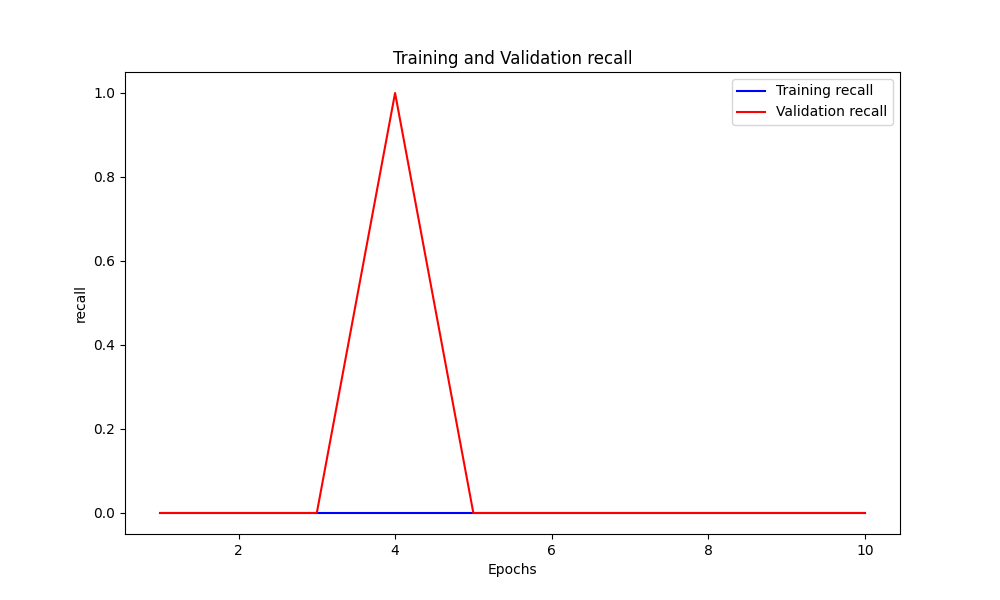 Training and Validation recall
Training recall
Validation recall
recall
1.0
0.8
0.6
0.4
0.2
0.0
2
4
6
8
10
Epochs